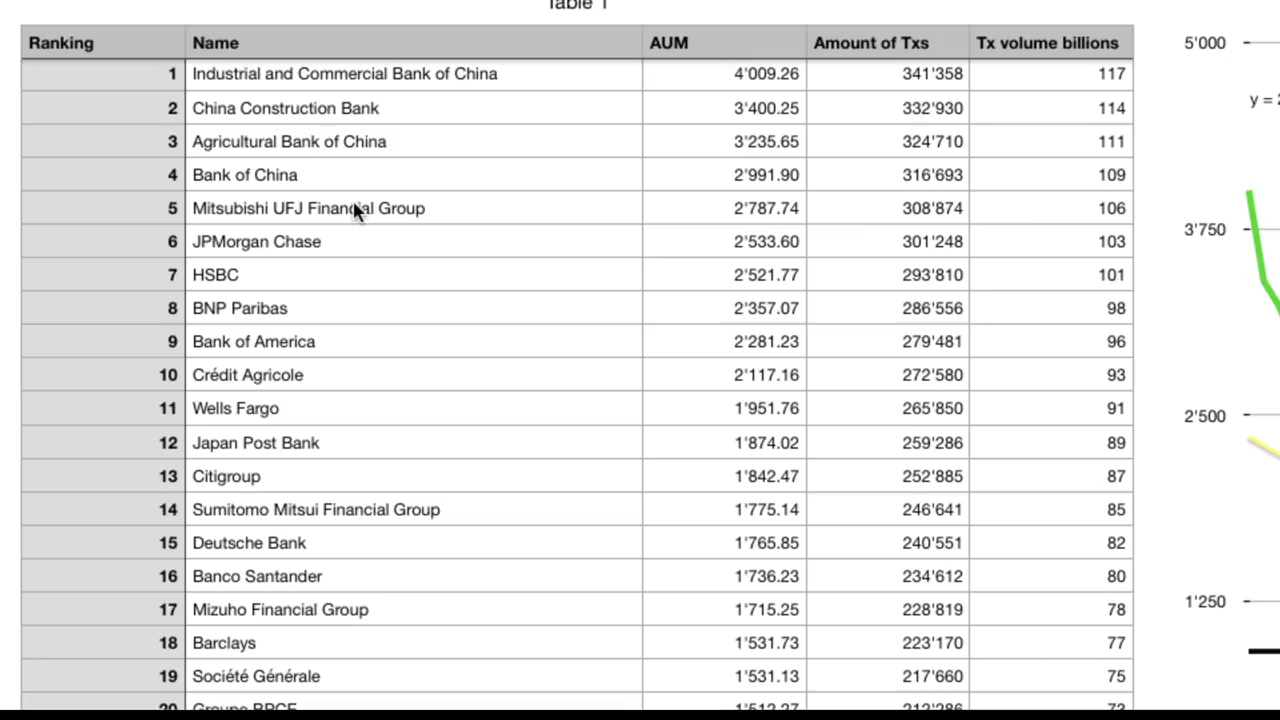 Table 1
Ranking Name AUM Amount of Txs Tx volume billions
1 Industrial and Commercial Bank of China 4'009.26 341'358 117
2 China Construction Bank 3'400.25 332'930 114
3 Agricultural Bank of China 3'235.65 324'710 111
4 Bank of China 2'991.90 316'693 109
5 Mitsubishi UFJ Financial Group 2'787.74 308'874 106
6 JPMorgan Chase 2'533.60 301'248 103
7 HSBC 2'521.77 293'810 101
8 BNP Paribas 2'357.07 286'556 98
9 Bank of America 2'281.23 279'481 96
10 Crédit Agricole 2'117.16 272'580 93
11 Wells Fargo 1'951.76 265'850 91
12 Japan Post Bank 1'874.02 259'286 89
13 Citigroup 1'842.47 252'885 87
14 Sumitomo Mitsui Financial Group 1'775.14 246'641 85
15 Deutsche Bank 1'765.85 240'551 82
16 Banco Santander 1'736.23 234'612 80
17 Mizuho Financial Group 1'715.25 228'819 78
18 Barclays 1'531.73 223'170 77
19 Société Générale 1'531.13 217'660 75
20 Groupe BPCE 1'512.27 212'286 73
5'000
y =
3'750
2'500
1'250